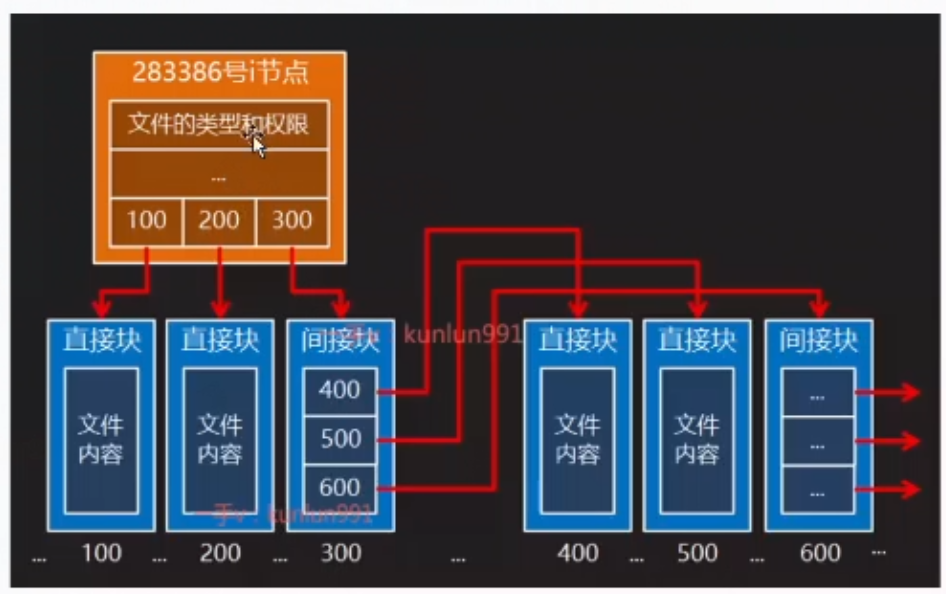 283386号i节点
文件的类型和权限
...
100 200 300
直接块 直接块 间接块 直接块 直接块 间接块
文件
内容
文件
内容
400
500
600
文件
内容
文件
内容
...
...
...
kunlun991
一手v：kunlun991
... 100 ... 200 ... 300 ... 400 ... 500 ... 600 ...